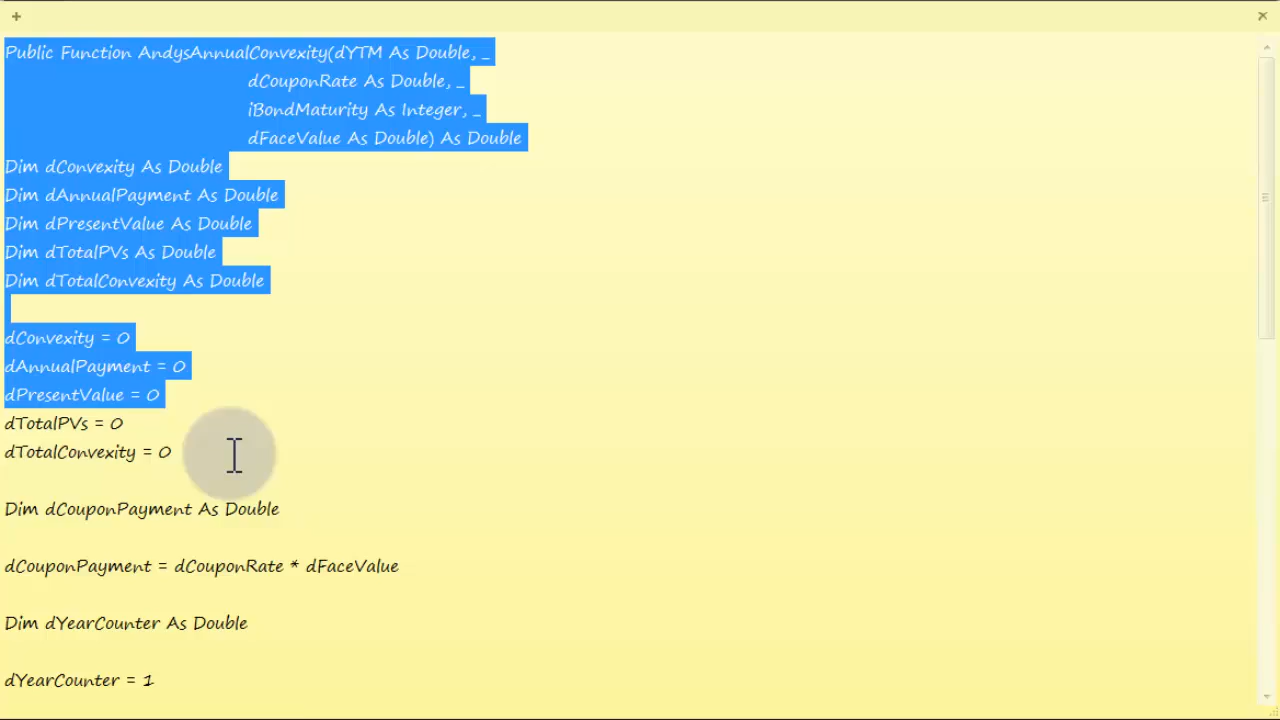 Public Function AndysAnnualConvexity(dYTM As Double, _
dCouponRate As Double, _
iBondMaturity As Integer, _
dFaceValue As Double) As Double
Dim dConvexity As Double
Dim dAnnualPayment As Double
Dim dPresentValue As Double
Dim dTotalPVs As Double
Dim dTotalConvexity As Double
dConvexity = 0
dAnnualPayment = 0
dPresentValue = 0
dTotalPVs = 0
dTotalConvexity = 0
Dim dCouponPayment As Double
dCouponPayment = dCouponRate * dFaceValue
Dim dYearCounter As Double
dYearCounter = 1